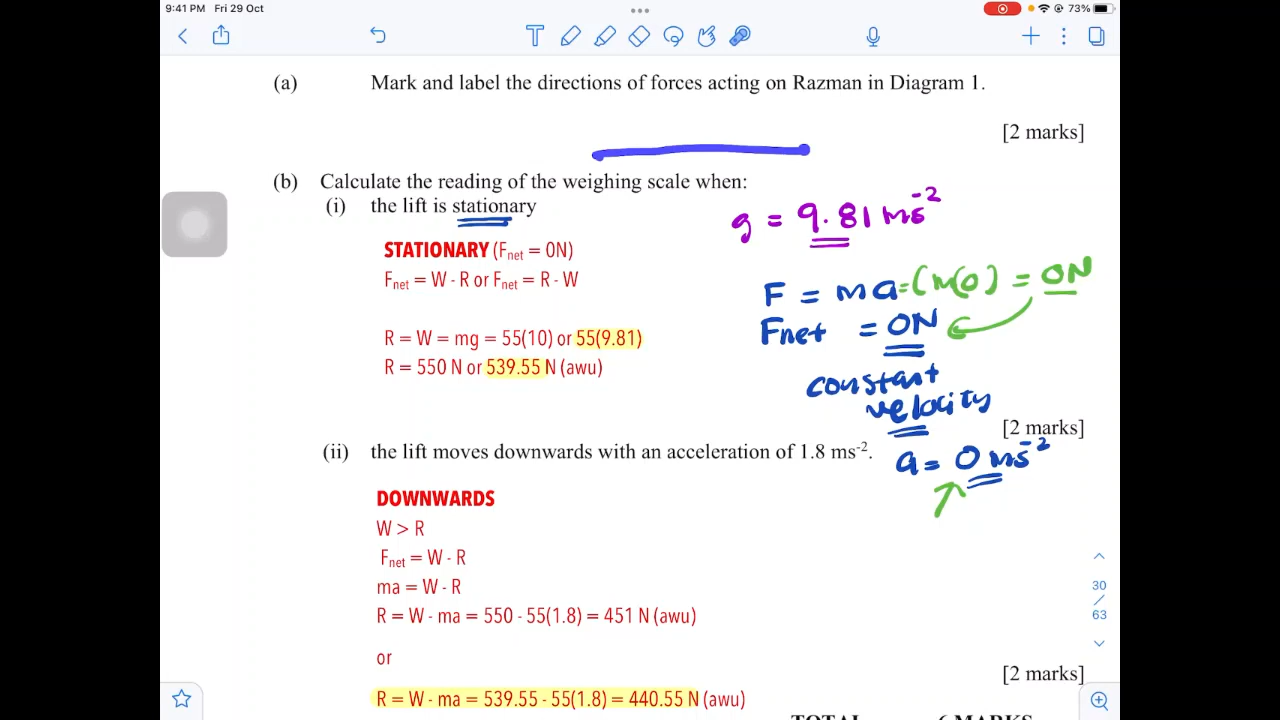 9:41 PM Fri 29 Oct
73%
(a) Mark and label the directions of forces acting on Razman in Diagram 1.
[2 marks]
(b) Calculate the reading of the weighing scale when:
(i) the lift is stationary
g = 9.81 ms⁻²
STATIONARY (Fnet = 0N)
Fnet = W - R or Fnet = R - W
F = ma = (m(0) = 0N
Fnet = 0N
R = W = mg = 55(10) or 55(9.81)
R = 550 N or 539.55 N (awu)
constant
velocity
[2 marks]
(ii) the lift moves downwards with an acceleration of 1.8 ms⁻².
a = 0 ms⁻²
DOWNWARDS
W > R
Fnet = W - R
ma = W - R
R = W - ma = 550 - 55(1.8) = 451 N (awu)
or
[2 marks]
R = W - ma = 539.55 - 55(1.8) = 440.55 N (awu)
TOTAL 6 MARKS
30
/
63